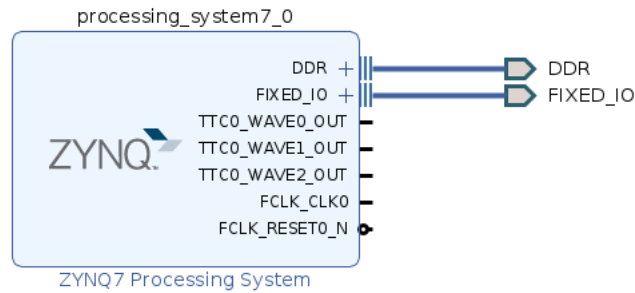 processing_system7_0
DDR
FIXED_IO
TTC0_WAVE0_OUT
TTC0_WAVE1_OUT
TTC0_WAVE2_OUT
FCLK_CLK0
FCLK_RESET0_N
ZYNQ
ZYNQ7 Processing System
DDR
FIXED_IO